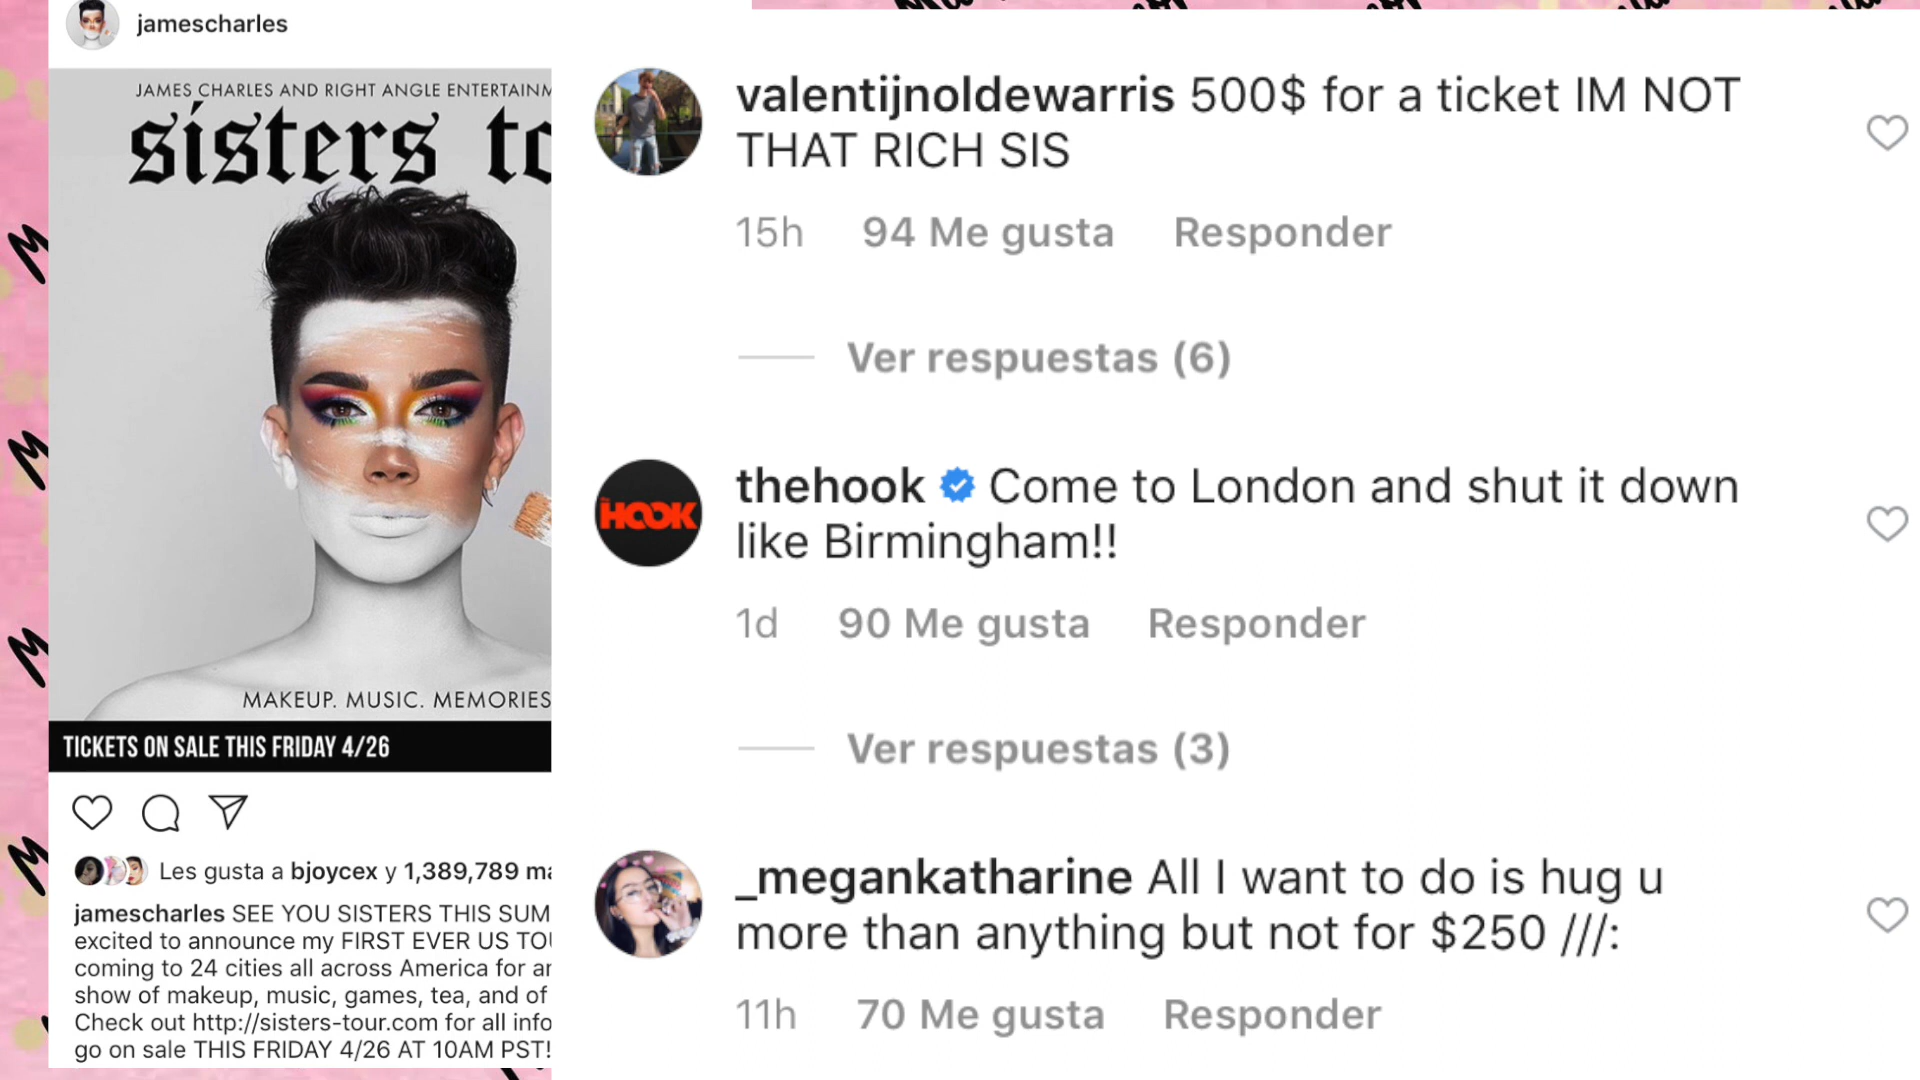 jamescharles
JAMES CHARLES AND RIGHT ANGLE ENTERTAINM
sisters to
MAKEUP. MUSIC. MEMORIES
TICKETS ON SALE THIS FRIDAY 4/26
Les gusta a bjoycex y 1,389,789 ma
jamescharles SEE YOU SISTERS THIS SUM
excited to announce my FIRST EVER US TOU
coming to 24 cities all across America for an
show of makeup, music, games, tea, and of
Check out http://sisters-tour.com for all info
go on sale THIS FRIDAY 4/26 AT 10AM PST!
valentijnoldewarris 500$ for a ticket IM NOT
THAT RICH SIS
15h 94 Me gusta Responder
Ver respuestas (6)
THE HOOK
thehook Come to London and shut it down
like Birmingham!!
1d 90 Me gusta Responder
Ver respuestas (3)
_megankatharine All I want to do is hug u
more than anything but not for $250 ///:
11h 70 Me gusta Responder